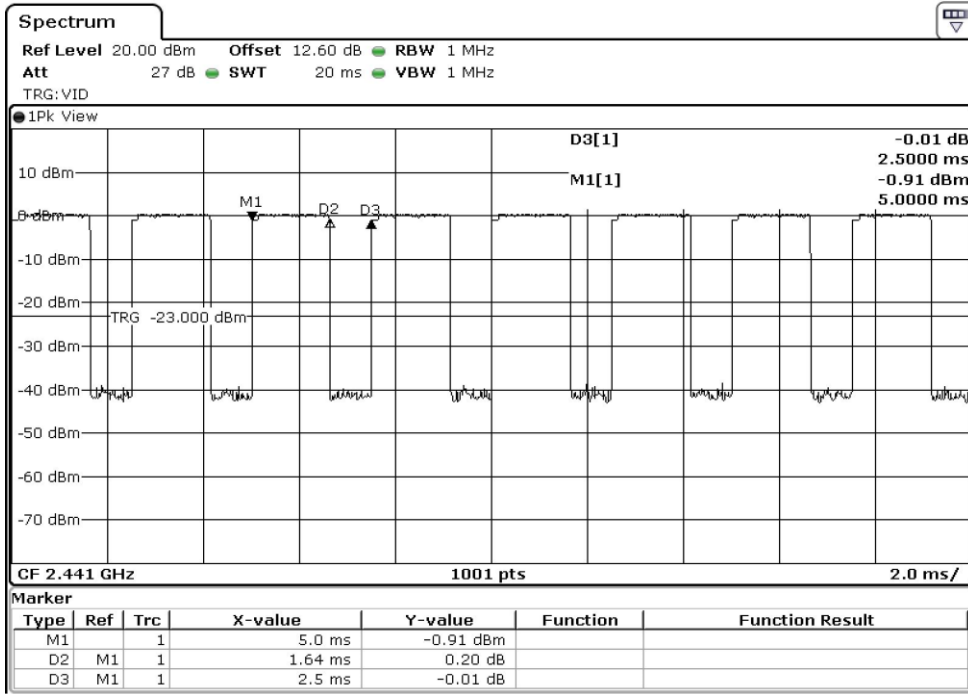 Spectrum
Ref Level 20.00 dBm Offset 12.60 dB RBW 1 MHz
Att 27 dB SWT 20 ms VBW 1 MHz
TRG:VID
1Pk View
D3[1] -0.01 dB
2.5000 ms
10 dBm
M1[1] -0.91 dBm
5.0000 ms
M1 D2 D3
0 dBm
-10 dBm
-20 dBm
TRG -23.000 dBm
-30 dBm
-40 dBm
-50 dBm
-60 dBm
-70 dBm
CF 2.441 GHz 1001 pts 2.0 ms/
Marker
Type Ref Trc X-value Y-value Function Function Result
M1 1 5.0 ms -0.91 dBm
D2 M1 1 1.64 ms 0.20 dB
D3 M1 1 2.5 ms -0.01 dB